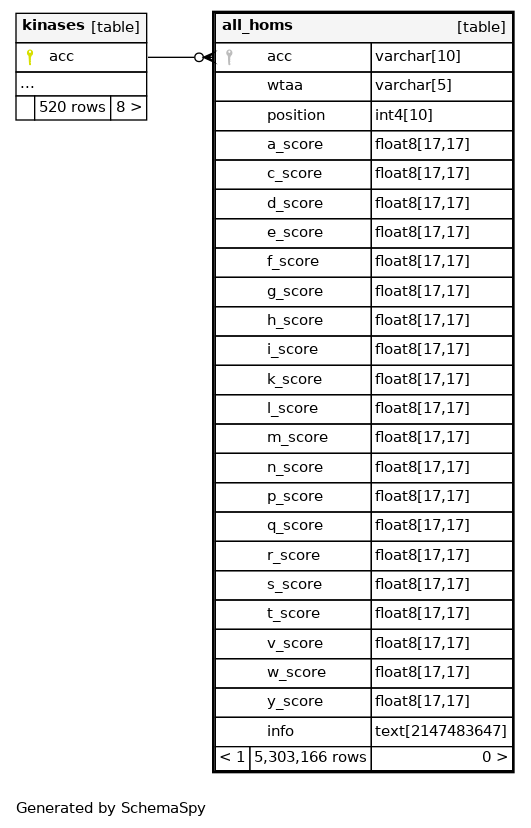 kinases [table]
acc
...
520 rows 8 >
all_homs [table]
acc varchar[10]
wtaa varchar[5]
position int4[10]
a_score float8[17,17]
c_score float8[17,17]
d_score float8[17,17]
e_score float8[17,17]
f_score float8[17,17]
g_score float8[17,17]
h_score float8[17,17]
i_score float8[17,17]
k_score float8[17,17]
l_score float8[17,17]
m_score float8[17,17]
n_score float8[17,17]
p_score float8[17,17]
q_score float8[17,17]
r_score float8[17,17]
s_score float8[17,17]
t_score float8[17,17]
v_score float8[17,17]
w_score float8[17,17]
y_score float8[17,17]
info text[2147483647]
< 1 5,303,166 rows 0 >
Generated by SchemaSpy